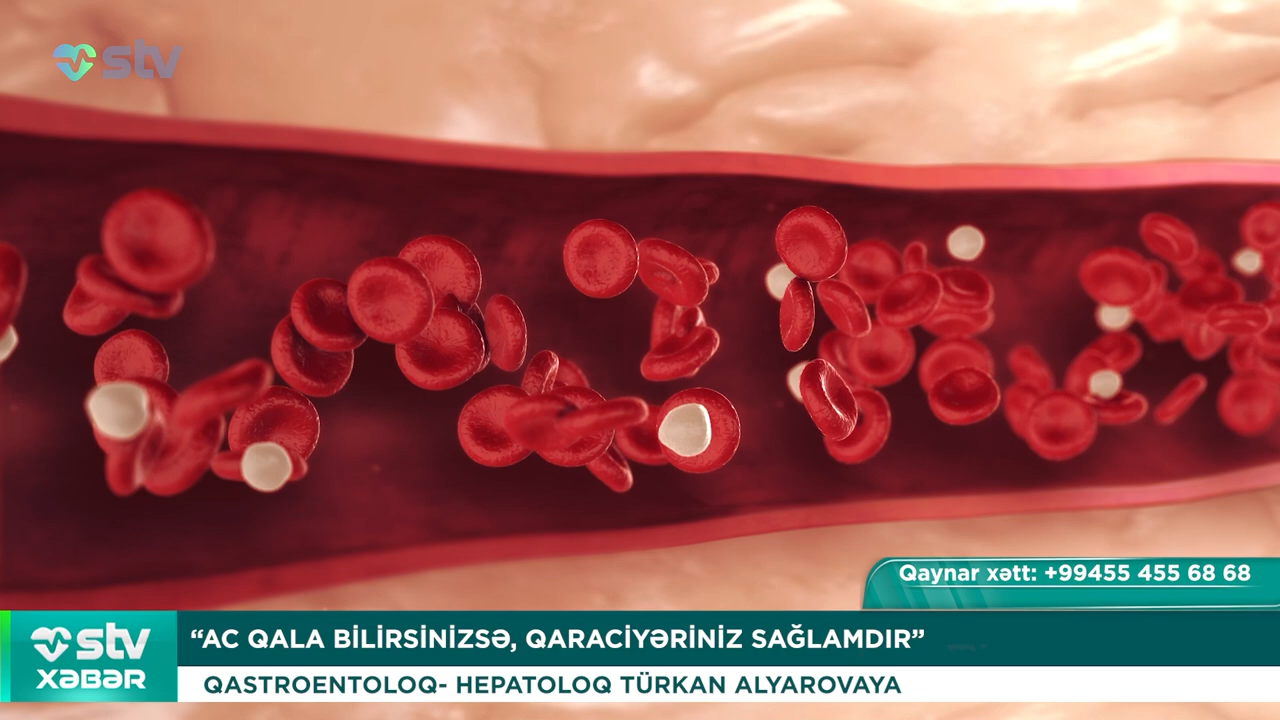 stv
Qaynar xətt: +99455 455 68 68
stv
XƏBƏR
“AC QALA BİLİRSİNİZSƏ, QARACİYƏRİNİZ SAĞLAMDIR”
QASTROENTOLOQ- HEPATOLOQ TÜRKAN ALYAROVAYA